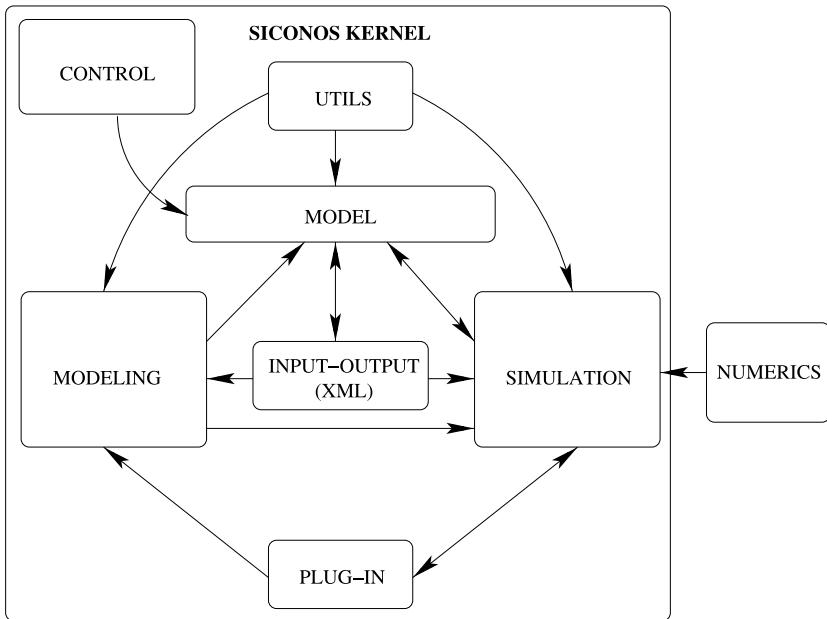 SICONOS KERNEL
CONTROL
UTILS
MODEL
MODELING
INPUT−OUTPUT
(XML)
SIMULATION
NUMERICS
PLUG−IN